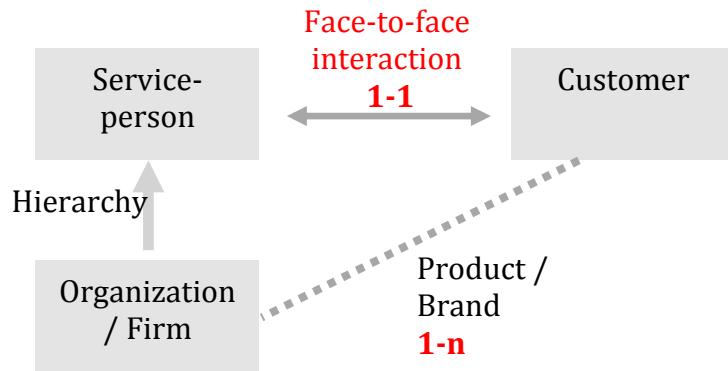 Face-to-face
interaction
1-1
Service-
person
Customer
Hierarchy
Organization
/ Firm
Product /
Brand
1-n